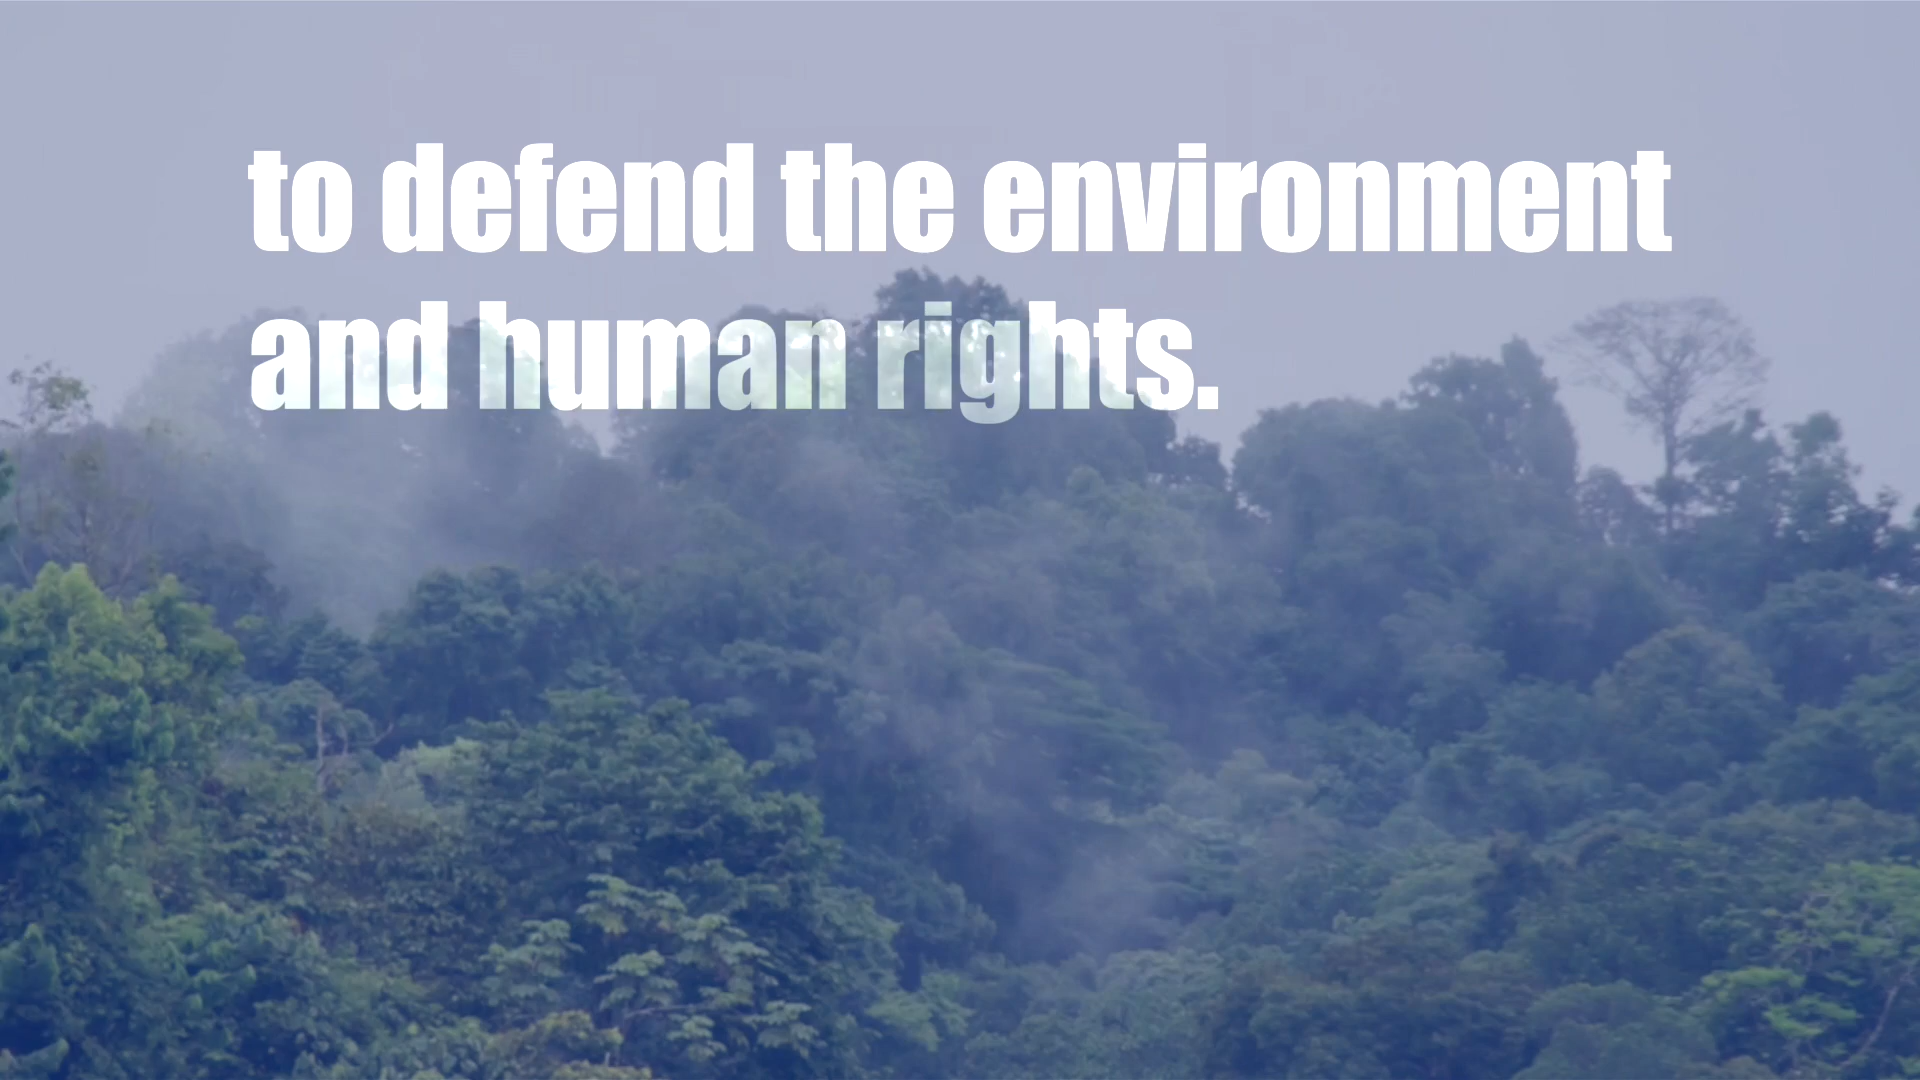 to defend the environment
and human rights.